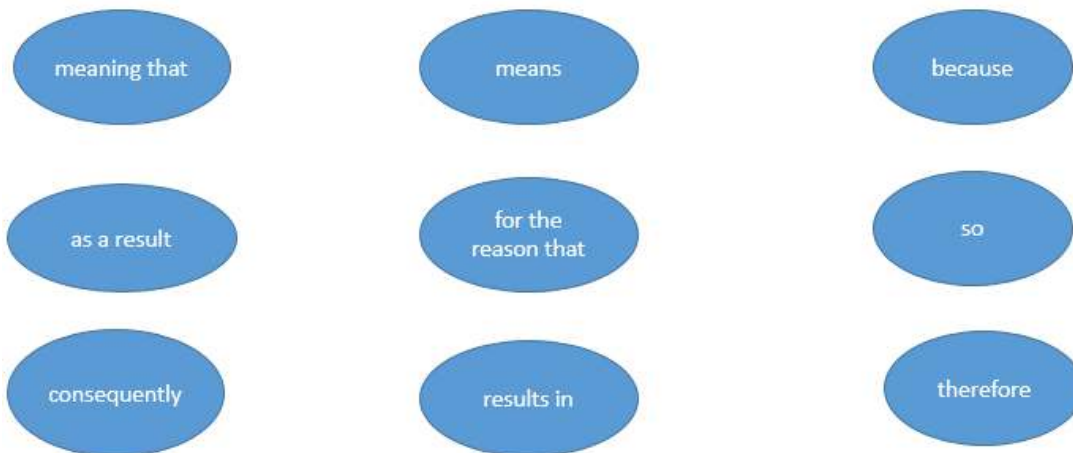 meaning that
means
because
as a result
for the
reason that
so
consequently
results in
therefore